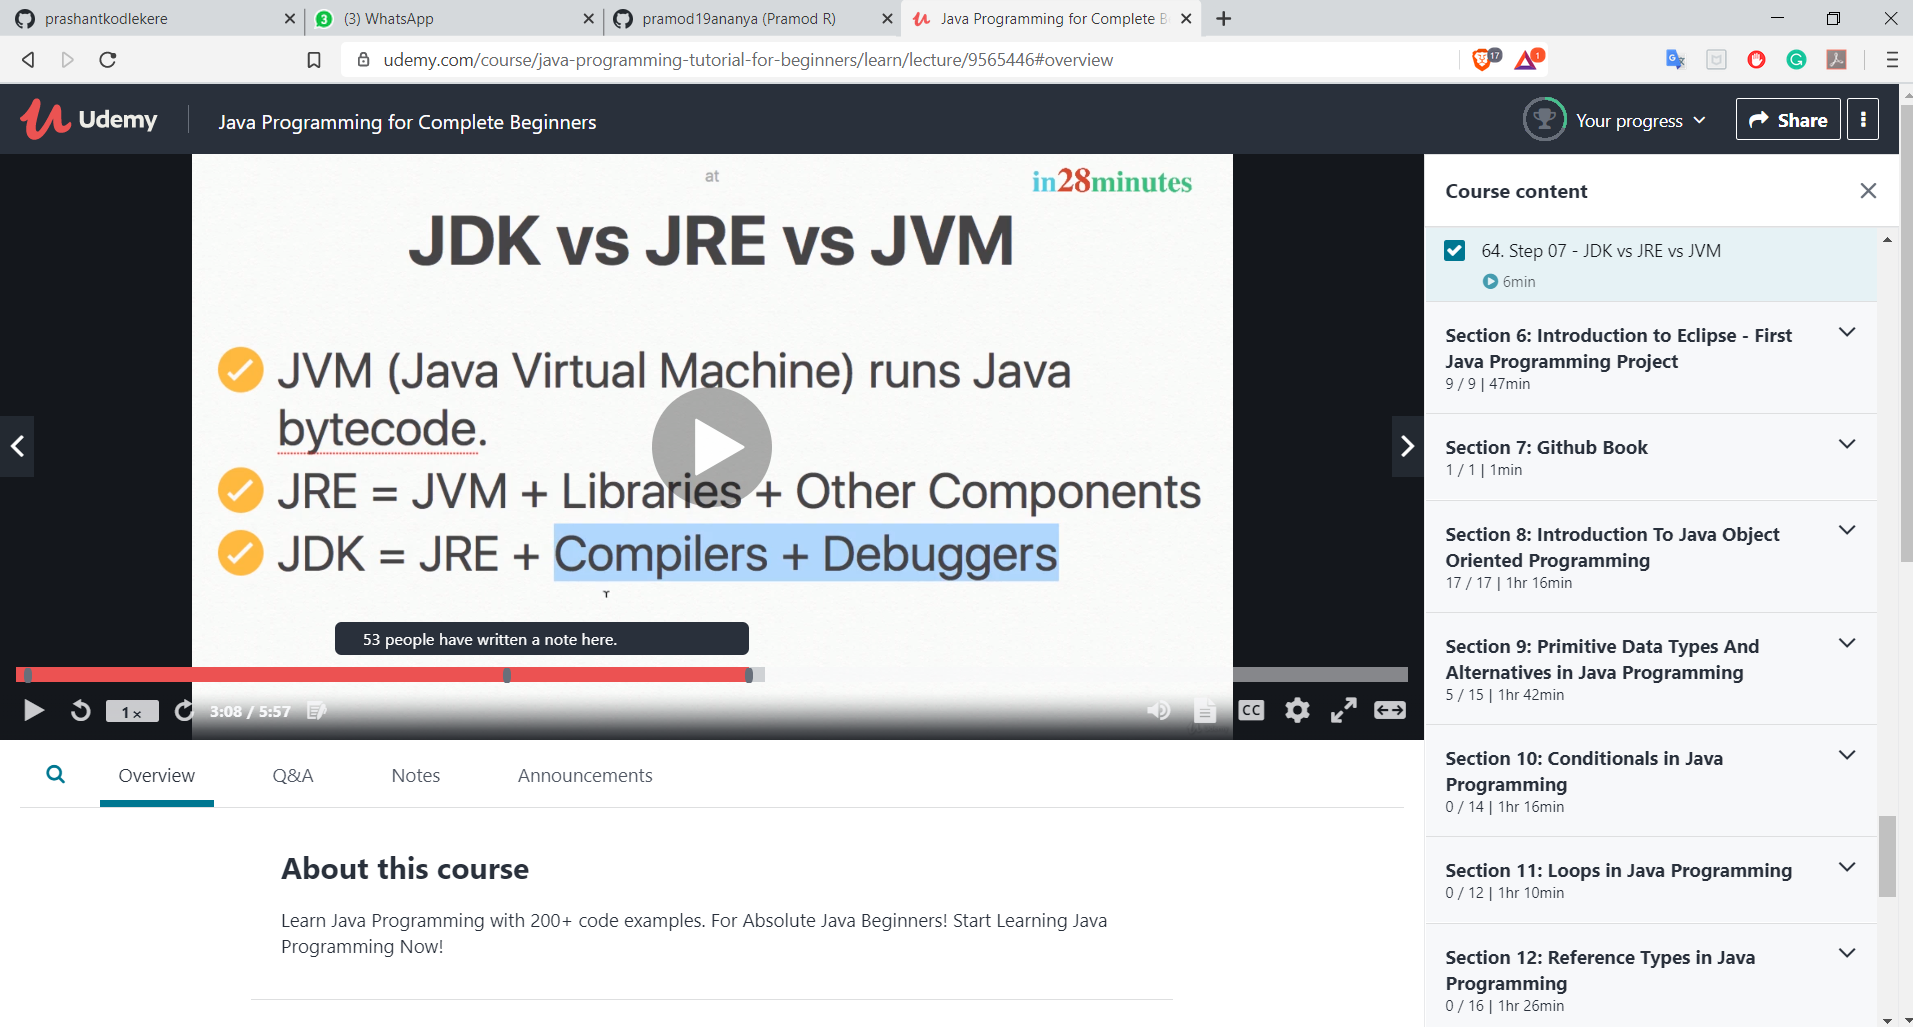 prashantkodlekere
3 (3) WhatsApp
pramod19ananya (Pramod R)
Java Programming for Complete B
udemy.com/course/java-programming-tutorial-for-beginners/learn/lecture/9565446#overview
17
1
Udemy
Java Programming for Complete Beginners
Your progress
Share
at
in28minutes
JDK vs JRE vs JVM
JVM (Java Virtual Machine) runs Java
bytecode.
JRE = JVM + Libraries + Other Components
JDK = JRE + Compilers + Debuggers
53 people have written a note here.
1x
3:08 / 5:57
CC
Overview
Q&A
Notes
Announcements
About this course
Learn Java Programming with 200+ code examples. For Absolute Java Beginners! Start Learning Java
Programming Now!
Course content
64. Step 07 - JDK vs JRE vs JVM
6min
Section 6: Introduction to Eclipse - First
Java Programming Project
9 / 9 | 47min
Section 7: Github Book
1 / 1 | 1min
Section 8: Introduction To Java Object
Oriented Programming
17 / 17 | 1hr 16min
Section 9: Primitive Data Types And
Alternatives in Java Programming
5 / 15 | 1hr 42min
Section 10: Conditionals in Java
Programming
0 / 14 | 1hr 16min
Section 11: Loops in Java Programming
0 / 12 | 1hr 10min
Section 12: Reference Types in Java
Programming
0 / 16 | 1hr 26min